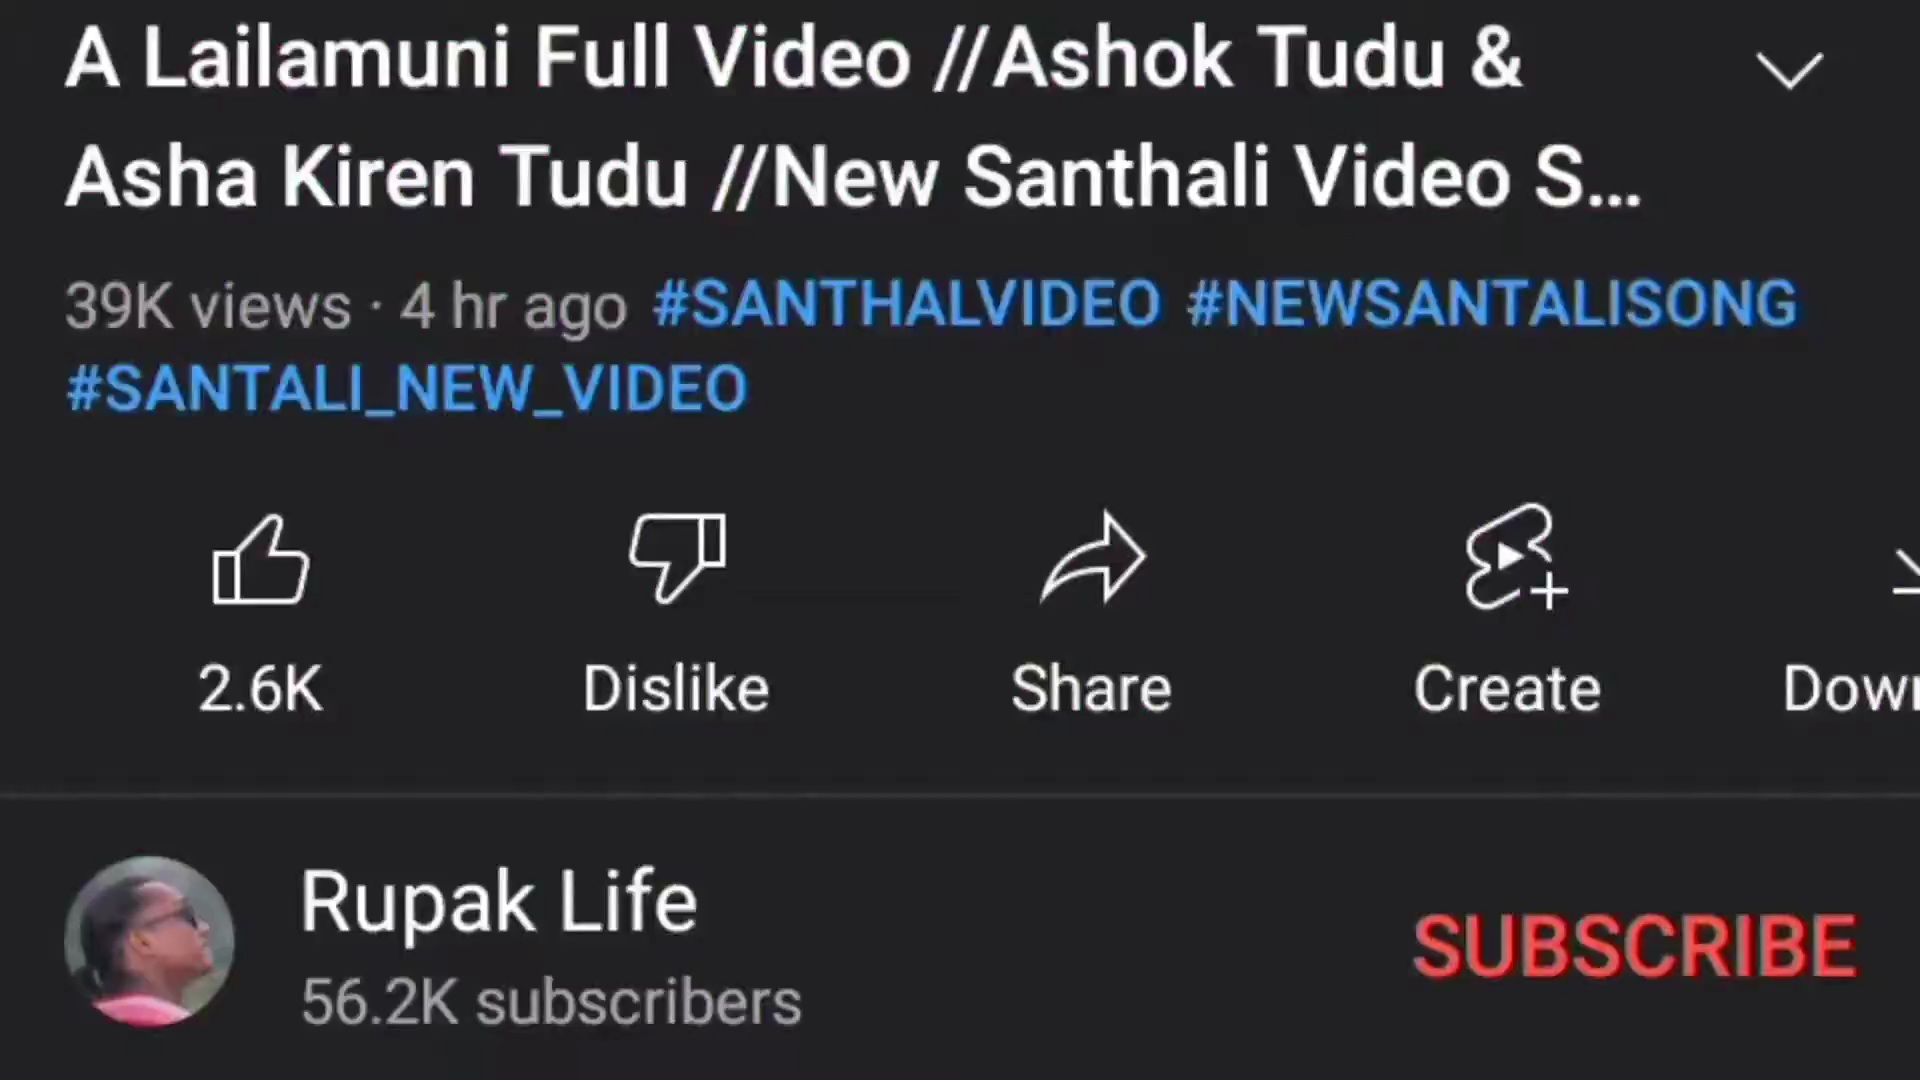 A Lailamuni Full Video //Ashok Tudu &
Asha Kiren Tudu //New Santhali Video S...
39K views · 4 hr ago #SANTHALVIDEO #NEWSANTALISONG
#SANTALI_NEW_VIDEO
2.6K Dislike Share Create
Rupak Life
SUBSCRIBE
56.2K subscribers